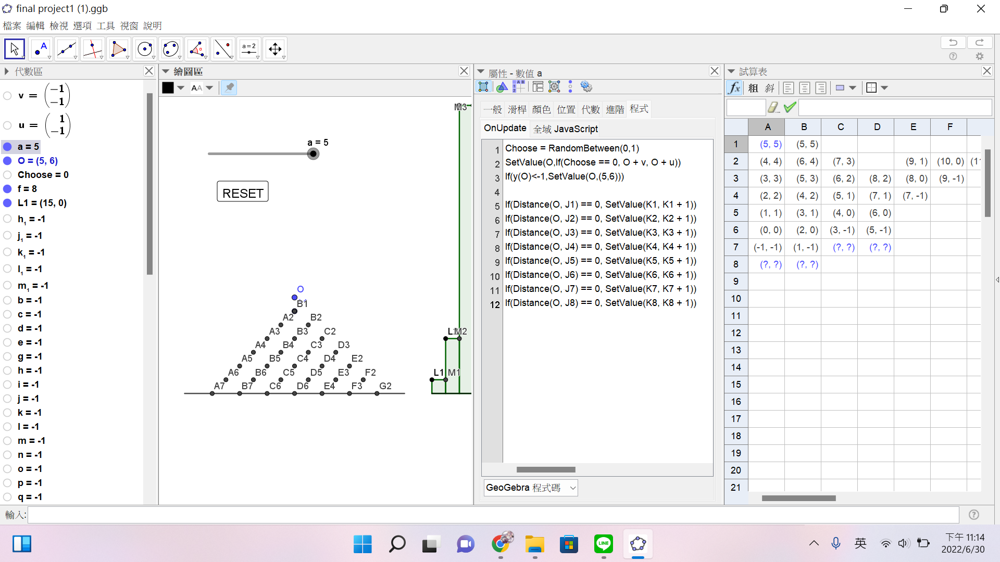 final project1 (1).ggb
檔案 編輯 檢視 選項 工具 視窗 說明
A
a=2
代數區
v = (−1 −1)
u = (1 −1)
a = 5
O = (5, 6)
Choose = 0
f = 8
L1 = (15, 0)
h1 = -1
j1 = -1
k1 = -1
l1 = -1
m1 = -1
b = -1
c = -1
d = -1
e = -1
g = -1
h = -1
i = -1
j = -1
k = -1
l = -1
m = -1
n = -1
o = -1
p = -1
q = -1
繪圖區
AA
M3
a = 5
RESET
O
B1
A2 B2
A3 B3 C2
L M2
A4 B4 C3 D3
A5 B5 C4 D4 E2
A6 B6 C5 D5 E3 F2
L1 M1
A7 B7 C6 D6 E4 F3 G2
屬性 - 數值 a
一般 滑桿 顏色 位置 代數 進階 程式
OnUpdate 全域 JavaScript
1 Choose = RandomBetween(0,1)
2 SetValue(O,If(Choose == 0, O + v, O + u))
3 If(y(O)<-1,SetValue(O,(5,6)))
4
5 If(Distance(O, J1) == 0, SetValue(K1, K1 + 1))
6 If(Distance(O, J2) == 0, SetValue(K2, K2 + 1))
7 If(Distance(O, J3) == 0, SetValue(K3, K3 + 1))
8 If(Distance(O, J4) == 0, SetValue(K4, K4 + 1))
9 If(Distance(O, J5) == 0, SetValue(K5, K5 + 1))
10 If(Distance(O, J6) == 0, SetValue(K6, K6 + 1))
11 If(Distance(O, J7) == 0, SetValue(K7, K7 + 1))
12 If(Distance(O, J8) == 0, SetValue(K8, K8 + 1))
GeoGebra 程式碼
試算表
fx 粗 斜
A B C D E F
1 (5, 5) (5, 5)
2 (4, 4) (6, 4) (7, 3) (9, 1) (10, 0) (1
3 (3, 3) (5, 3) (6, 2) (8, 2) (8, 0) (9, -1)
4 (2, 2) (4, 2) (5, 1) (7, 1) (7, -1)
5 (1, 1) (3, 1) (4, 0) (6, 0)
6 (0, 0) (2, 0) (3, -1) (5, -1)
7 (-1, -1) (1, -1) (?, ?) (?, ?)
8 (?, ?) (?, ?)
9
10
11
12
13
14
15
16
17
18
19
20
21
輸入:
LINE
英
下午 11:14
2022/6/30